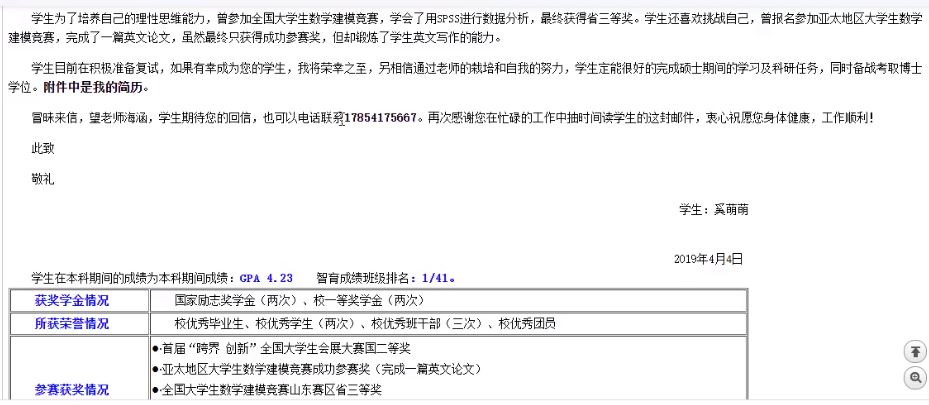 学生为了培养自己的理性思维能力，曾参加全国大学生数学建模竞赛，学会了用SPSS进行数据分析，最终获得省三等奖。学生还喜欢挑战自己，曾报名参加亚太地区大学生数学
建模竞赛，完成了一篇英文论文，虽然最终只获得成功参赛奖，但却锻炼了学生英文写作的能力。
学生目前在积极准备复试，如果有幸成为您的学生，我将荣幸之至，另相信通过老师的栽培和自我的努力，学生定能很好的完成硕士期间的学习及科研任务，同时备战考取博士
学位。附件中是我的简历。
冒昧来信，望老师海涵，学生期待您的回信，也可以电话联系17854175667。再次感谢您在忙碌的工作中抽时间读学生的这封邮件，衷心祝愿您身体健康，工作顺利！
此致
敬礼
学生：奚萌萌
2019年4月4日
学生在本科期间的成绩为本科期间成绩：GPA 4.23 智育成绩班级排名：1/41。
获奖学金情况 国家励志奖学金（两次）、校一等奖学金（两次）
所获荣誉情况 校优秀毕业生、校优秀学生（两次）、校优秀班干部（三次）、校优秀团员
●·首届“跨界 创新”全国大学生会展大赛国二等奖
●·亚太地区大学生数学建模竞赛成功参赛奖（完成一篇英文论文）
参赛获奖情况 ●·全国大学生数学建模竞赛山东赛区省三等奖